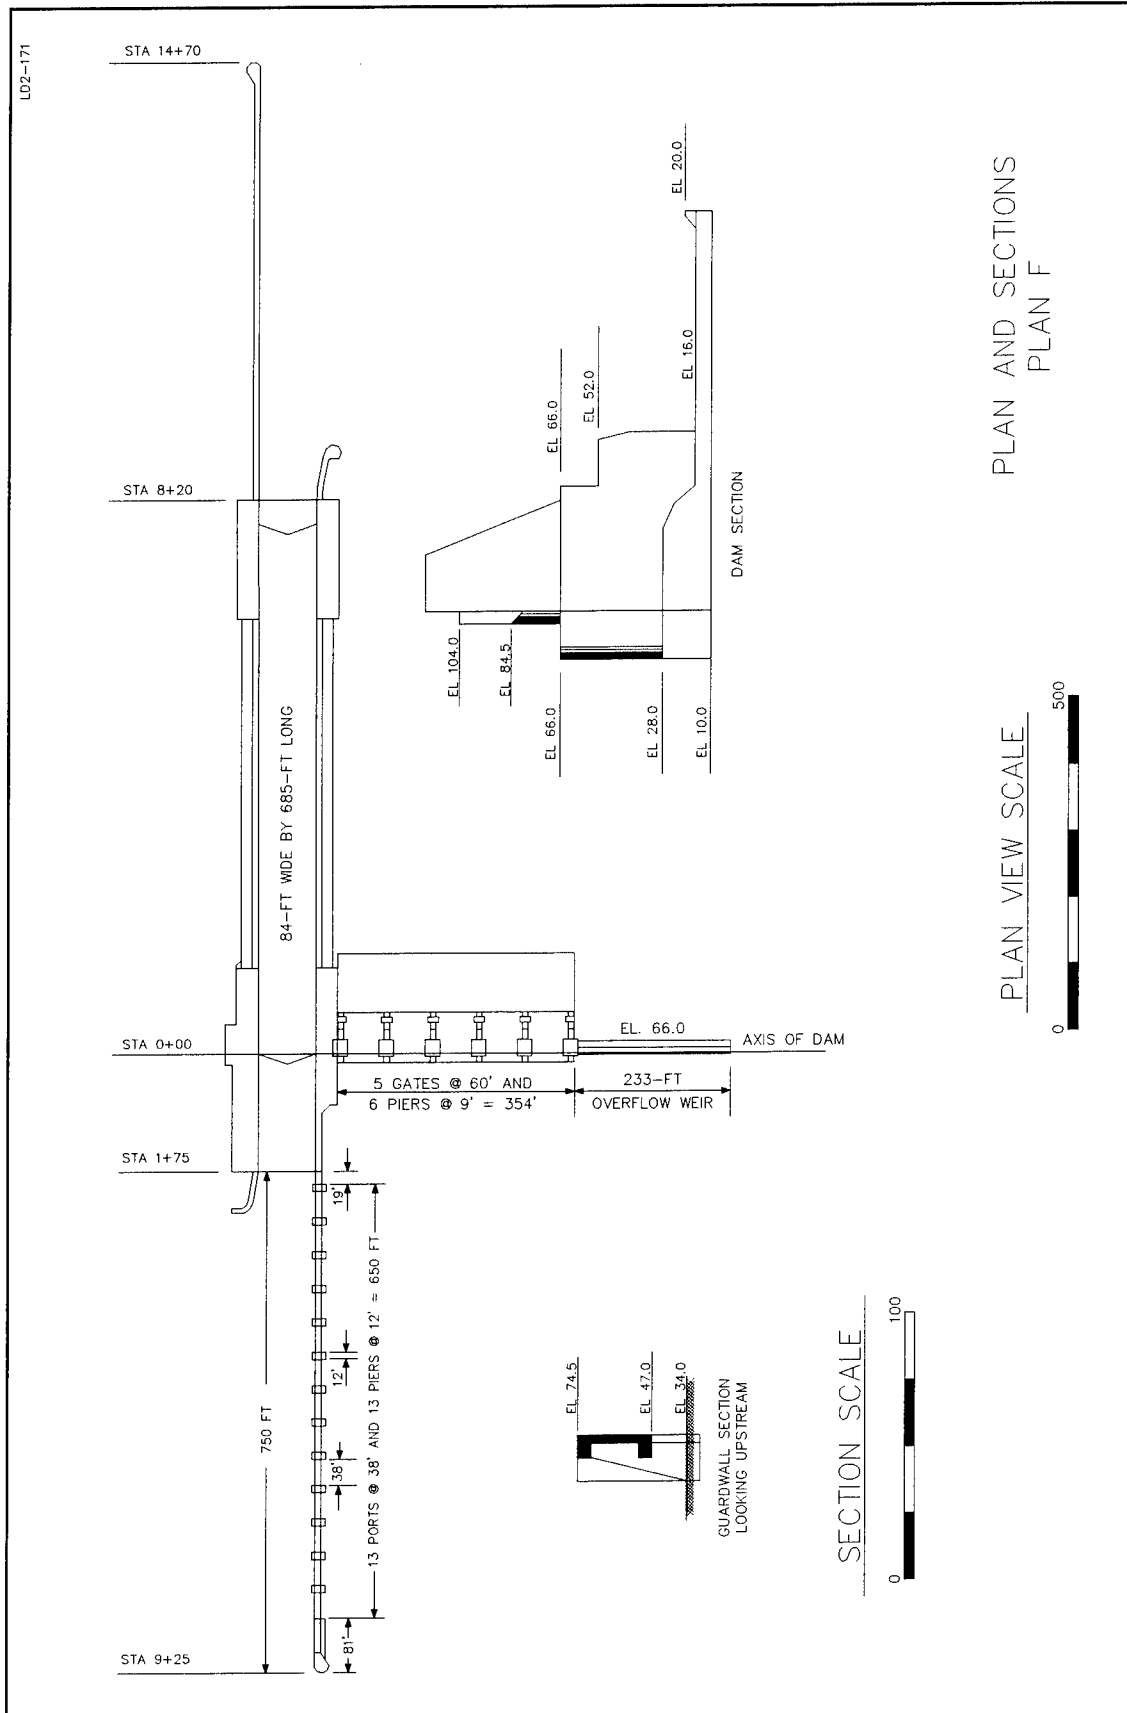 LD2-171
STA 14+70
STA 8+20
STA 0+00
STA 1+75
STA 9+25
84-FT WIDE BY 685-FT LONG
EL. 66.0
AXIS OF DAM
5 GATES @ 60' AND
6 PIERS @ 9' = 354'
233-FT
OVERFLOW WEIR
19'
12'
38'
81'
750 FT
13 PORTS @ 38' AND 13 PIERS @ 12' = 650 FT
EL 104.0
EL 84.5
EL 66.0
EL 28.0
EL 10.0
EL 66.0
EL 52.0
EL 16.0
EL 20.0
DAM SECTION
EL 74.5
EL 47.0
EL 34.0
GUARDWALL SECTION
LOOKING UPSTREAM
PLAN VIEW SCALE
0
500
SECTION SCALE
0
100
PLAN AND SECTIONS
PLAN F